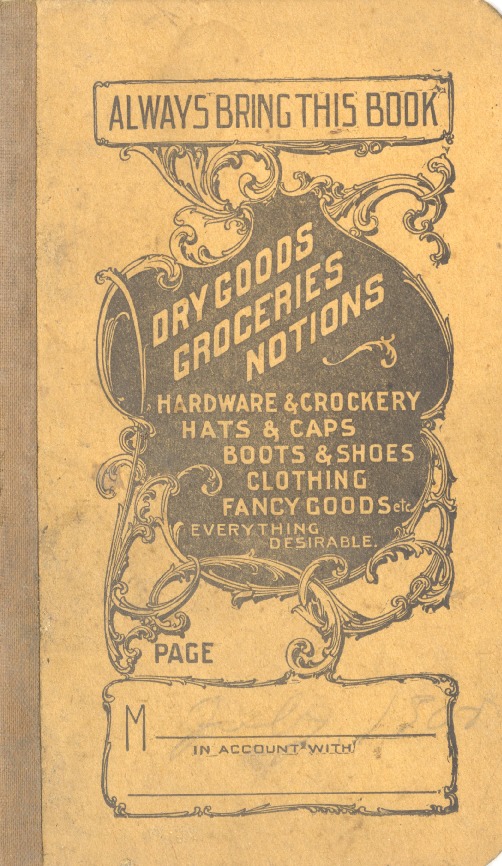 ALWAYS BRING THIS BOOK
DRY GOODS
GROCERIES
NOTIONS
HARDWARE & CROCKERY
HATS & CAPS
BOOTS & SHOES
CLOTHING
FANCY GOODS etc.
EVERYTHING
DESIRABLE.
PAGE
M
IN ACCOUNT WITH